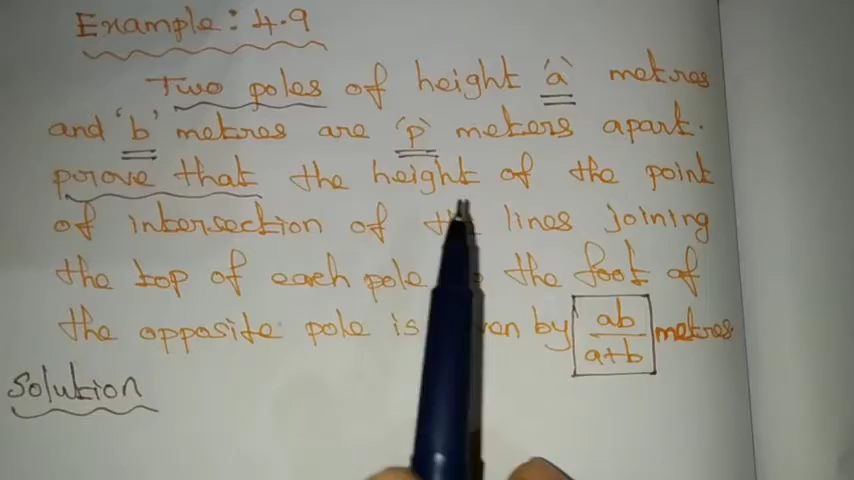 Example: 4.9
Two poles of height 'a' metres
and 'b' metres are 'p' meters apart.
prove that the height of the point
of intersection of lines joining
the top of each pole the foot of
the opposite pole is by ab/a+b metres.
Solution